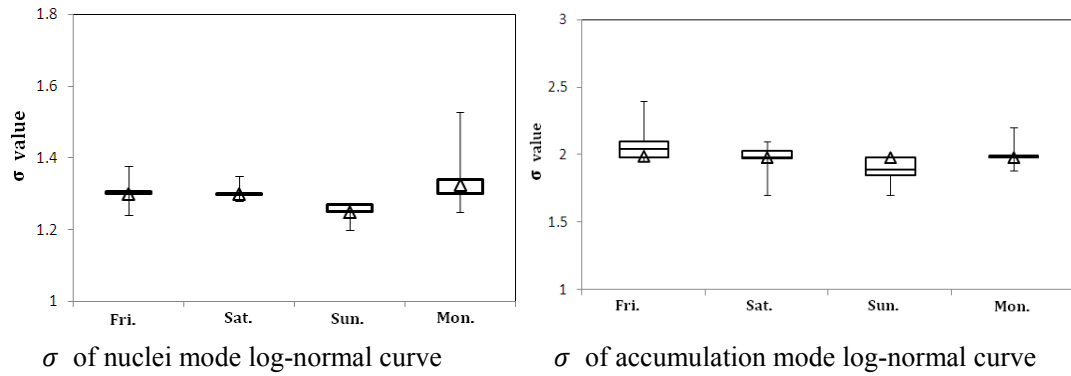 1.8
1.6
1.4
1.2
1
σ value
Fri. Sat. Sun. Mon.
σ of nuclei mode log-normal curve
3
2.5
2
1.5
1
σ value
Fri. Sat. Sun. Mon.
σ of accumulation mode log-normal curve